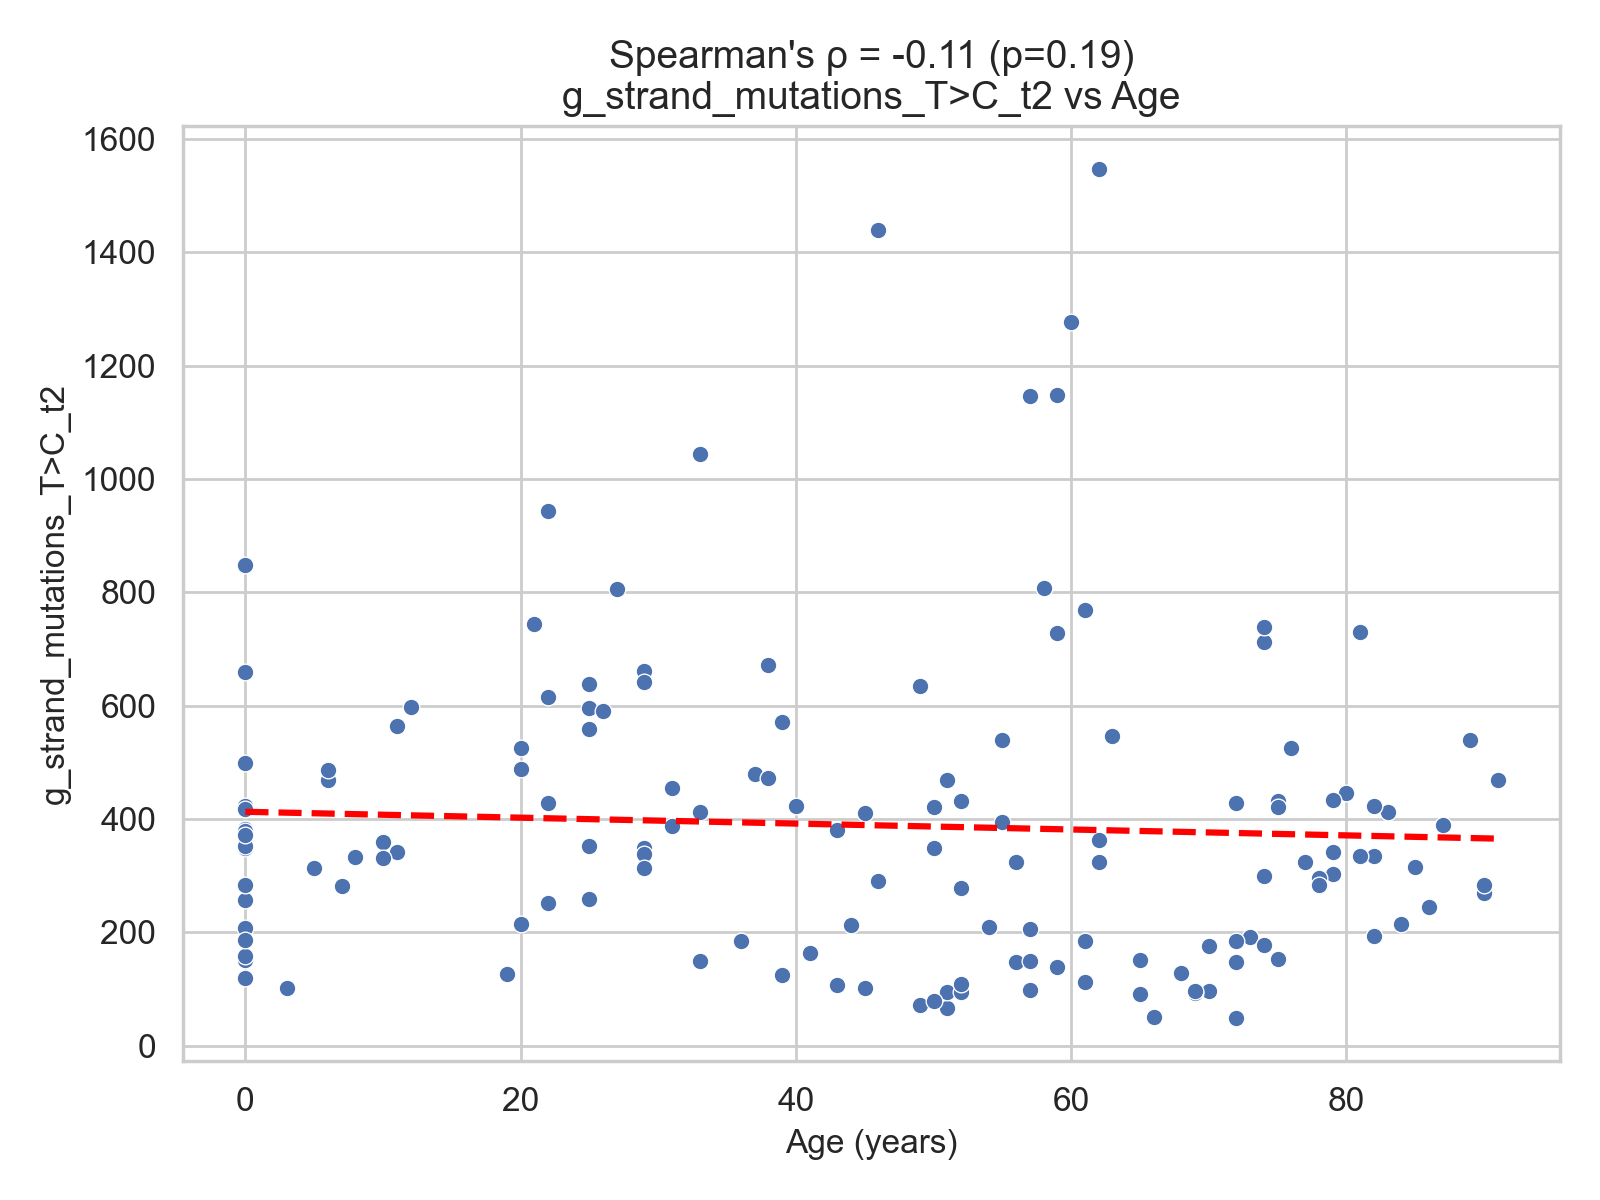 Spearman's ρ = -0.11 (p=0.19)
g_strand_mutations_T>C_t2 vs Age
1600
1400
1200
1000
800
600
400
200
0
g_strand_mutations_T>C_t2
0 20 40 60 80
Age (years)